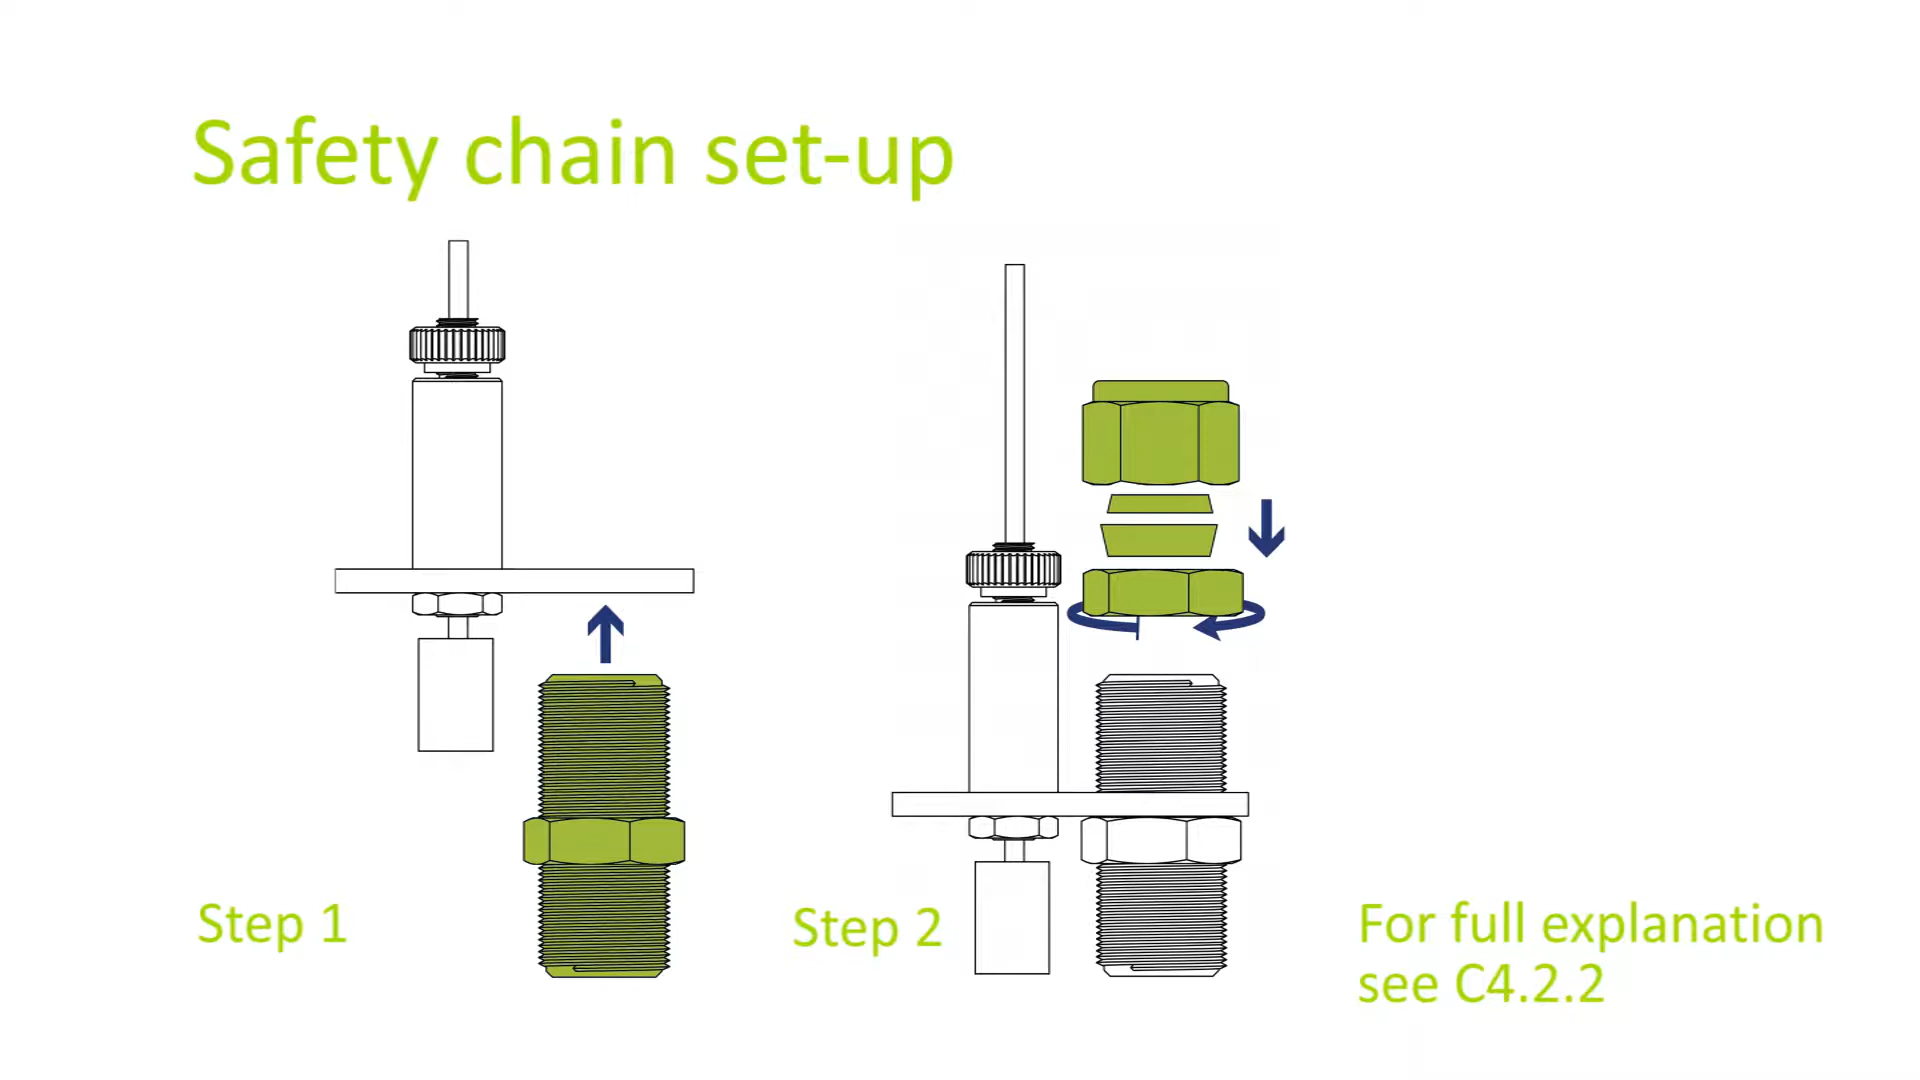 Safety chain set-up
Step 1
Step 2
For full explanation
see C4.2.2